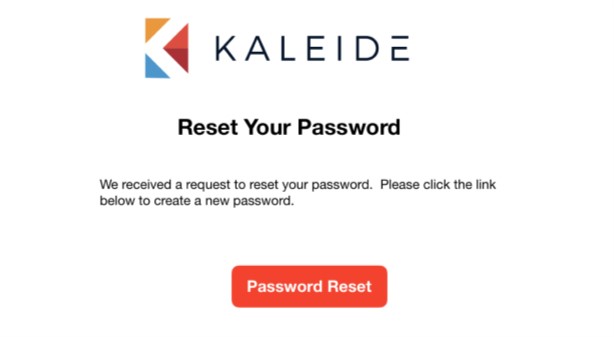 KALEIDE
Reset Your Password
We received a request to reset your password.  Please click the link
below to create a new password.
Password Reset